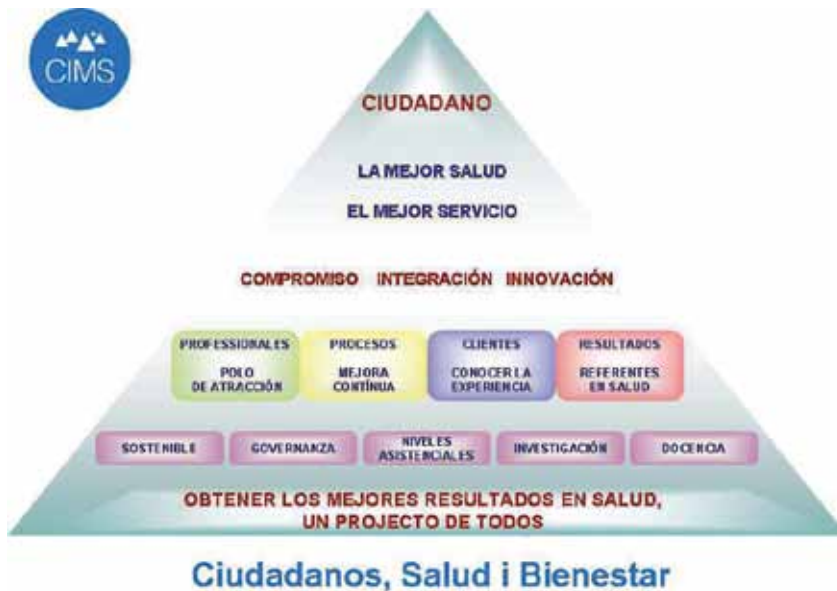 CIMS
CIUDADANO
LA MEJOR SALUD
EL MEJOR SERVICIO
COMPROMISO INTEGRACIÓN INNOVACIÓN
PROFESSIONALES
POLO
DE ATRACCIÓN
PROCESOS
MEJORA
CONTÍNUA
CLIENTES
CONOCER LA
EXPERIENCIA
RESULTADOS
REFERENTES
EN SALUD
SOSTENIBLE
GOVERNANZA
NIVELES
ASISTENCIALES
INVESTIGACIÓN
DOCENCIA
OBTENER LOS MEJORES RESULTADOS EN SALUD,
UN PROJECTO DE TODOS
Ciudadanos, Salud i Bienestar